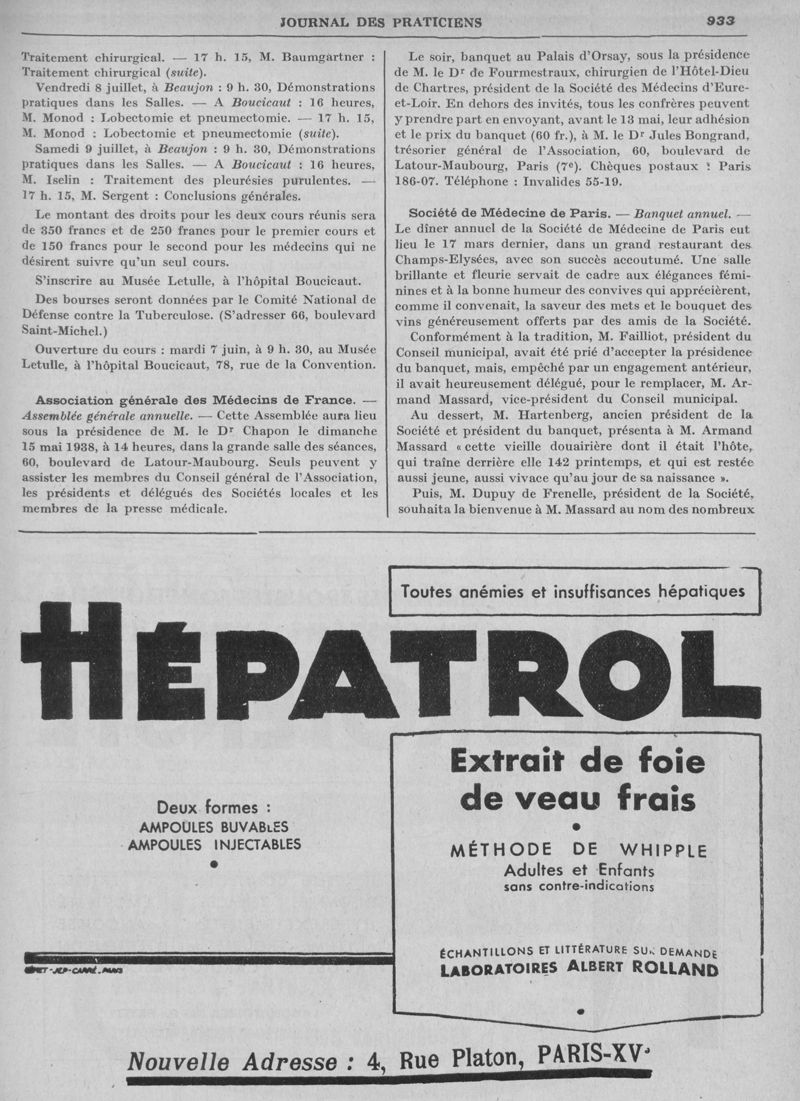 JOURNAL DES PRATICIENS 933
Traitement chirurgical. — 17 h. 15, M. Baumgartner :
Traitement chirurgical (suite).
Vendredi 8 juillet, à Beaujon : 9 h. 30, Démonstrations
pratiques dans les Salles. — A Boucicaut : 16 heures,
M. Monod : Lobectomie et pneumectomie. — 17 h. 15,
M. Monod : Lobectomie et pneumectomie (suite).
Samedi 9 juillet, à Beaujon : 9 h. 30, Démonstrations
pratiques dans les Salles. — A Boucicaut : 16 heures,
M. Iselin : Traitement des pleurésies purulentes. —
17 h. 15, M. Sergent : Conclusions générales.
Le montant des droits pour les deux cours réunis sera
de 350 francs et de 250 francs pour le premier cours et
de 150 francs pour le second pour les médecins qui ne
désirent suivre qu'un seul cours.
S'inscrire au Musée Letulle, à l'hôpital Boucicaut.
Des bourses seront données par le Comité National de
Défense contre la Tuberculose. (S'adresser 66, boulevard
Saint-Michel.)
Ouverture du cours : mardi 7 juin, à 9 h. 30, au Musée
Letulle, à l'hôpital Boucicaut, 78, rue de la Convention.
Association générale des Médecins de France. —
Assemblée générale annuelle. — Cette Assemblée aura lieu
sous la présidence de M. le Dr Chapon le dimanche
15 mai 1938, à 14 heures, dans la grande salle des séances,
60, boulevard de Latour-Maubourg. Seuls peuvent y
assister les membres du Conseil général de l'Association,
les présidents et délégués des Sociétés locales et les
membres de la presse médicale.
Le soir, banquet au Palais d'Orsay, sous la présidence
de M. le Dr de Fourmestraux, chirurgien de l'Hôtel-Dieu
de Chartres, président de la Société des Médecins d'Eure-
et-Loir. En dehors des invités, tous les confrères peuvent
y prendre part en envoyant, avant le 13 mai, leur adhésion
et le prix du banquet (60 fr.), à M. le Dr Jules Bongrand,
trésorier général de l'Association, 60, boulevard de
Latour-Maubourg, Paris (7e). Chèques postaux : Paris
186-07. Téléphone : Invalides 55-19.
Société de Médecine de Paris. — Banquet annuel. —
Le dîner annuel de la Société de Médecine de Paris eut
lieu le 17 mars dernier, dans un grand restaurant des
Champs-Elysées, avec son succès accoutumé. Une salle
brillante et fleurie servait de cadre aux élégances fémi-
nines et à la bonne humeur des convives qui apprécièrent,
comme il convenait, la saveur des mets et le bouquet des
vins généreusement offerts par des amis de la Société.
Conformément à la tradition, M. Failliot, président du
Conseil municipal, avait été prié d'accepter la présidence
du banquet, mais, empêché par un engagement antérieur,
il avait heureusement délégué, pour le remplacer, M. Ar-
mand Massard, vice-président du Conseil municipal.
Au dessert, M. Hartenberg, ancien président de la
Société et président du banquet, présenta à M. Armand
Massard « cette vieille douairière dont il était l'hôte,
qui traîne derrière elle 142 printemps, et qui est restée
aussi jeune, aussi vivace qu'au jour de sa naissance ».
Puis, M. Dupuy de Frenelle, président de la Société,
souhaita la bienvenue à M. Massard au nom des nombreux
Toutes anémies et insuffisances hépatiques
HÉPATROL
Extrait de foie
de veau frais
MÉTHODE DE WHIPPLE
Adultes et Enfants
sans contre-indications
Deux formes :
AMPOULES BUVABLES
AMPOULES INJECTABLES
ÉCHANTILLONS ET LITTÉRATURE SUR DEMANDE
LABORATOIRES ALBERT ROLLAND
-JEP-CARRÉ.PARIS
Nouvelle Adresse : 4, Rue Platon, PARIS-XVe